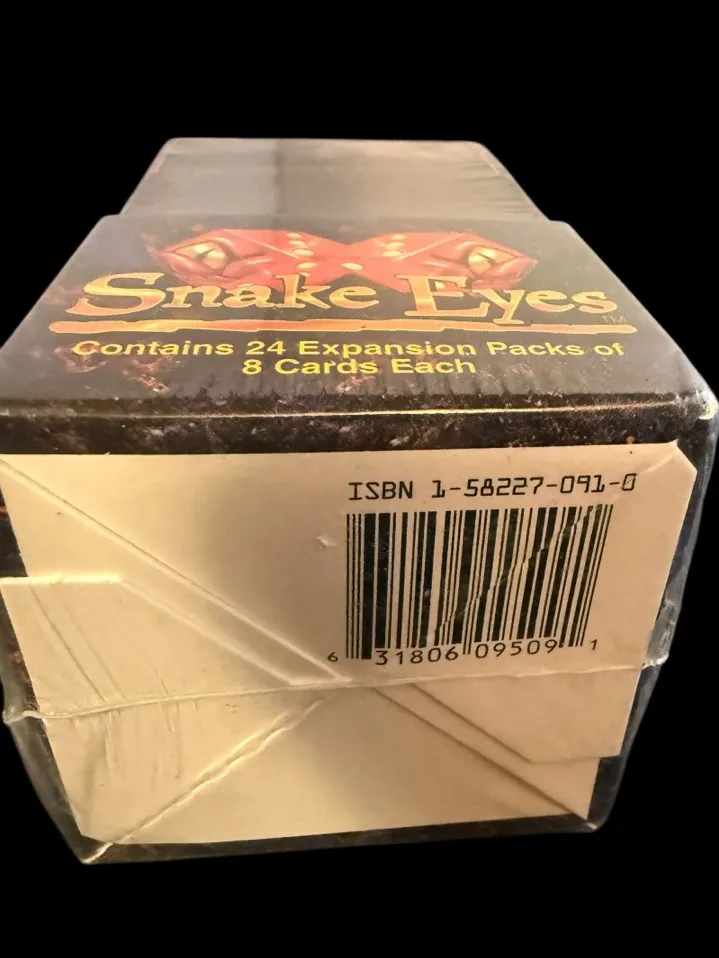 Snake Eyes TM
Contains 24 Expansion Packs of
8 Cards Each
ISBN 1-58227-091-0
6 31806 09509 1